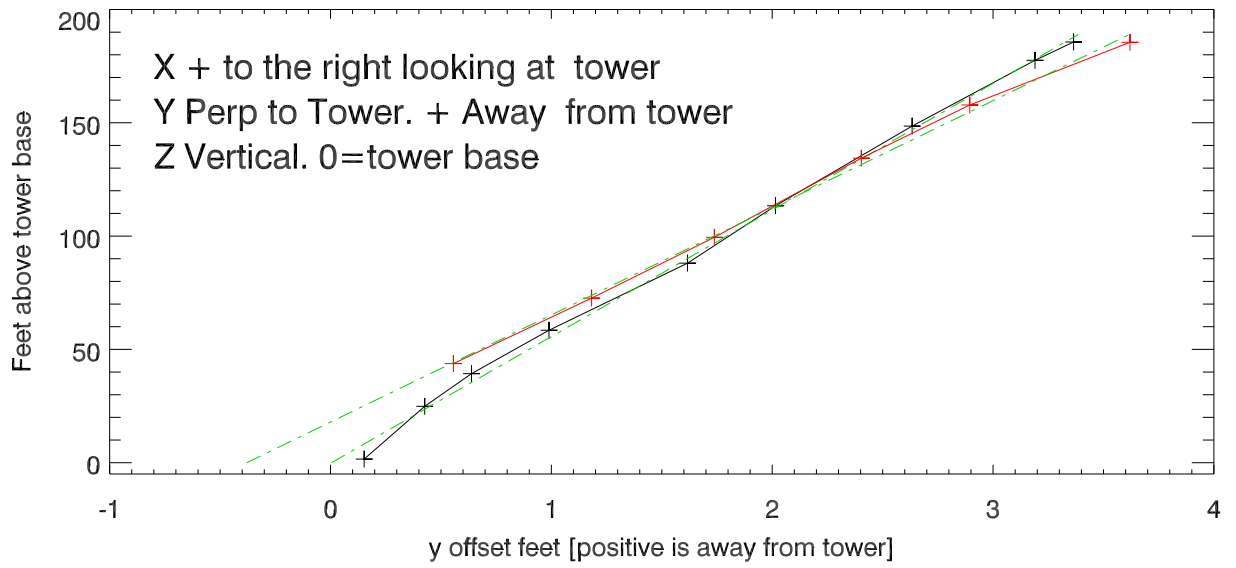 200
150
100
50
0
Feet above tower base
X + to the right looking at  tower
Y Perp to Tower. + Away  from tower
Z Vertical. 0=tower base
-1 0 1 2 3 4
y offset feet [positive is away from tower]